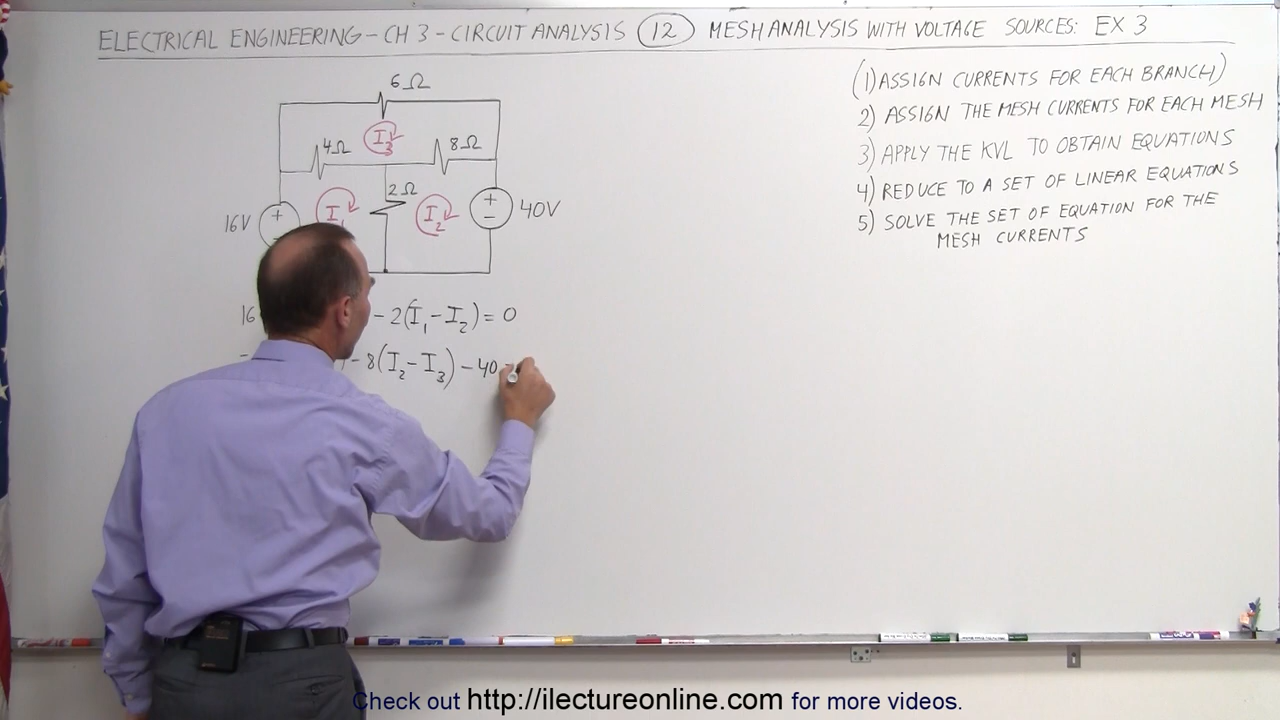 ELECTRICAL ENGINEERING - CH 3 - CIRCUIT ANALYSIS 12 MESH ANALYSIS WITH VOLTAGE SOURCES: EX 3
(1) ASSIGN CURRENTS FOR EACH BRANCH)
2) ASSIGN THE MESH CURRENTS FOR EACH MESH
3) APPLY THE KVL TO OBTAIN EQUATIONS
4) REDUCE TO A SET OF LINEAR EQUATIONS
5) SOLVE THE SET OF EQUATION FOR THE
MESH CURRENTS
6Ω
I₃
4Ω 8Ω
2Ω
16V + I₁ I₂ + − 40V
16 − 2(I₁ − I₂) = 0
− 8(I₂ − I₃) − 40
Check out http://ilectureonline.com for more videos.